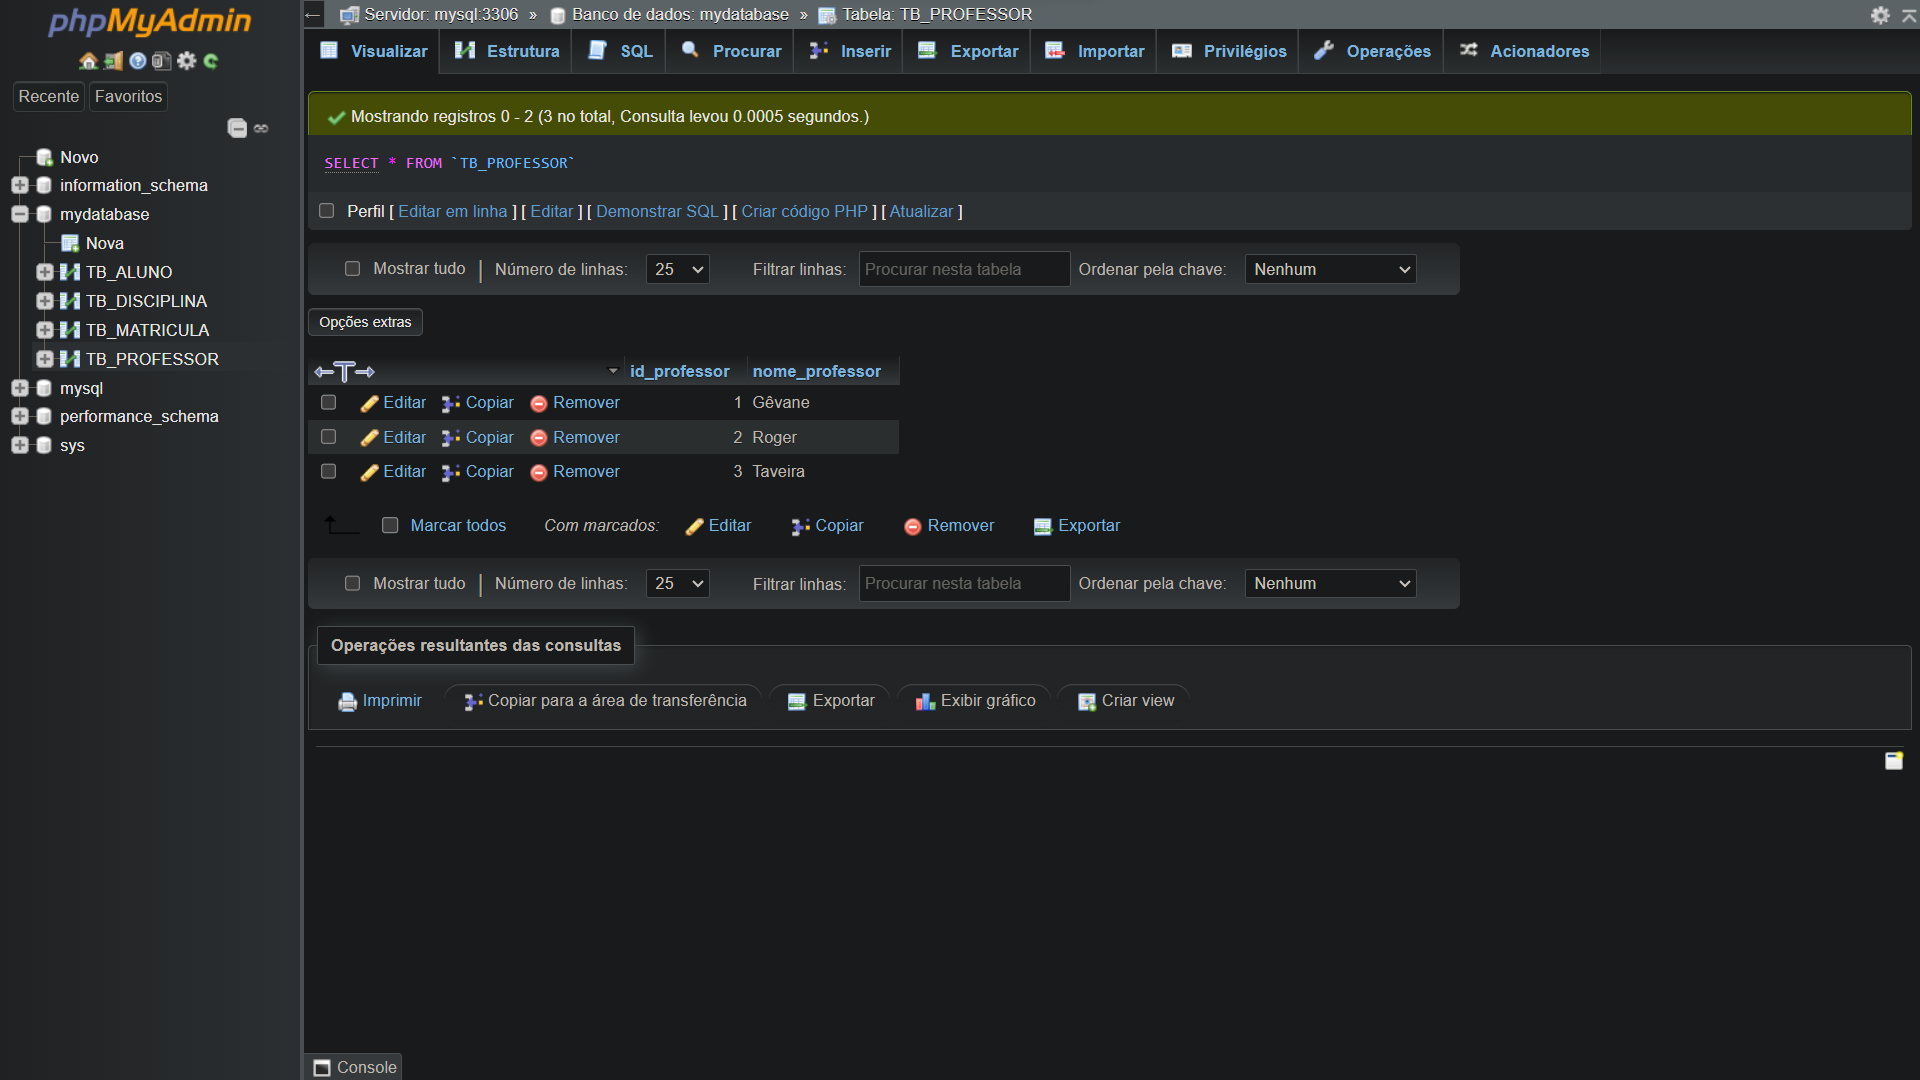 phpMyAdmin
Recente Favoritos
Novo
information_schema
mydatabase
Nova
TB_ALUNO
TB_DISCIPLINA
TB_MATRICULA
TB_PROFESSOR
mysql
performance_schema
sys
Servidor: mysql:3306 » Banco de dados: mydatabase » Tabela: TB_PROFESSOR
Visualizar Estrutura SQL Procurar Inserir Exportar Importar Privilégios Operações Acionadores
Mostrando registros 0 - 2 (3 no total, Consulta levou 0.0005 segundos.)
SELECT * FROM `TB_PROFESSOR`
Perfil [ Editar em linha ] [ Editar ] [ Demonstrar SQL ] [ Criar código PHP ] [ Atualizar ]
Mostrar tudo | Número de linhas: 25 Filtrar linhas: Procurar nesta tabela Ordenar pela chave: Nenhum
Opções extras
←T→ id_professor nome_professor
Editar Copiar Remover 1 Gêvane
Editar Copiar Remover 2 Roger
Editar Copiar Remover 3 Taveira
Marcar todos Com marcados: Editar Copiar Remover Exportar
Mostrar tudo | Número de linhas: 25 Filtrar linhas: Procurar nesta tabela Ordenar pela chave: Nenhum
Operações resultantes das consultas
Imprimir Copiar para a área de transferência Exportar Exibir gráfico Criar view
Console